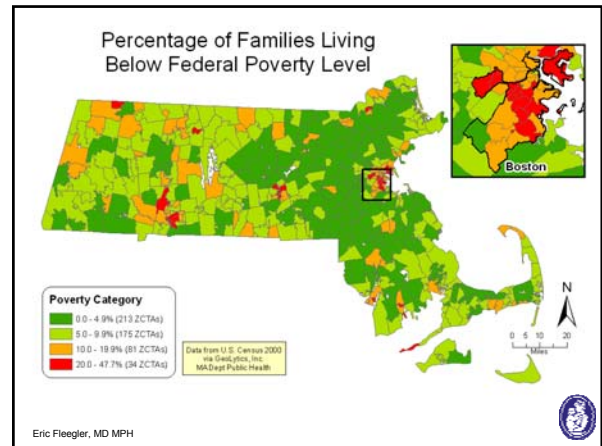 Percentage of Families Living
Below Federal Poverty Level
Boston
N
Poverty Category
0.0 - 4.9% (213 ZCTAs)
5.0 - 9.9% (175 ZCTAs)
10.0 - 19.9% (81 ZCTAs)
20.0 - 47.7% (34 ZCTAs)
Data from U.S. Census 2000
via GeoLytics, Inc
MA Dept Public Health
0 5 10 20
Miles
Eric Fleegler, MD MPH